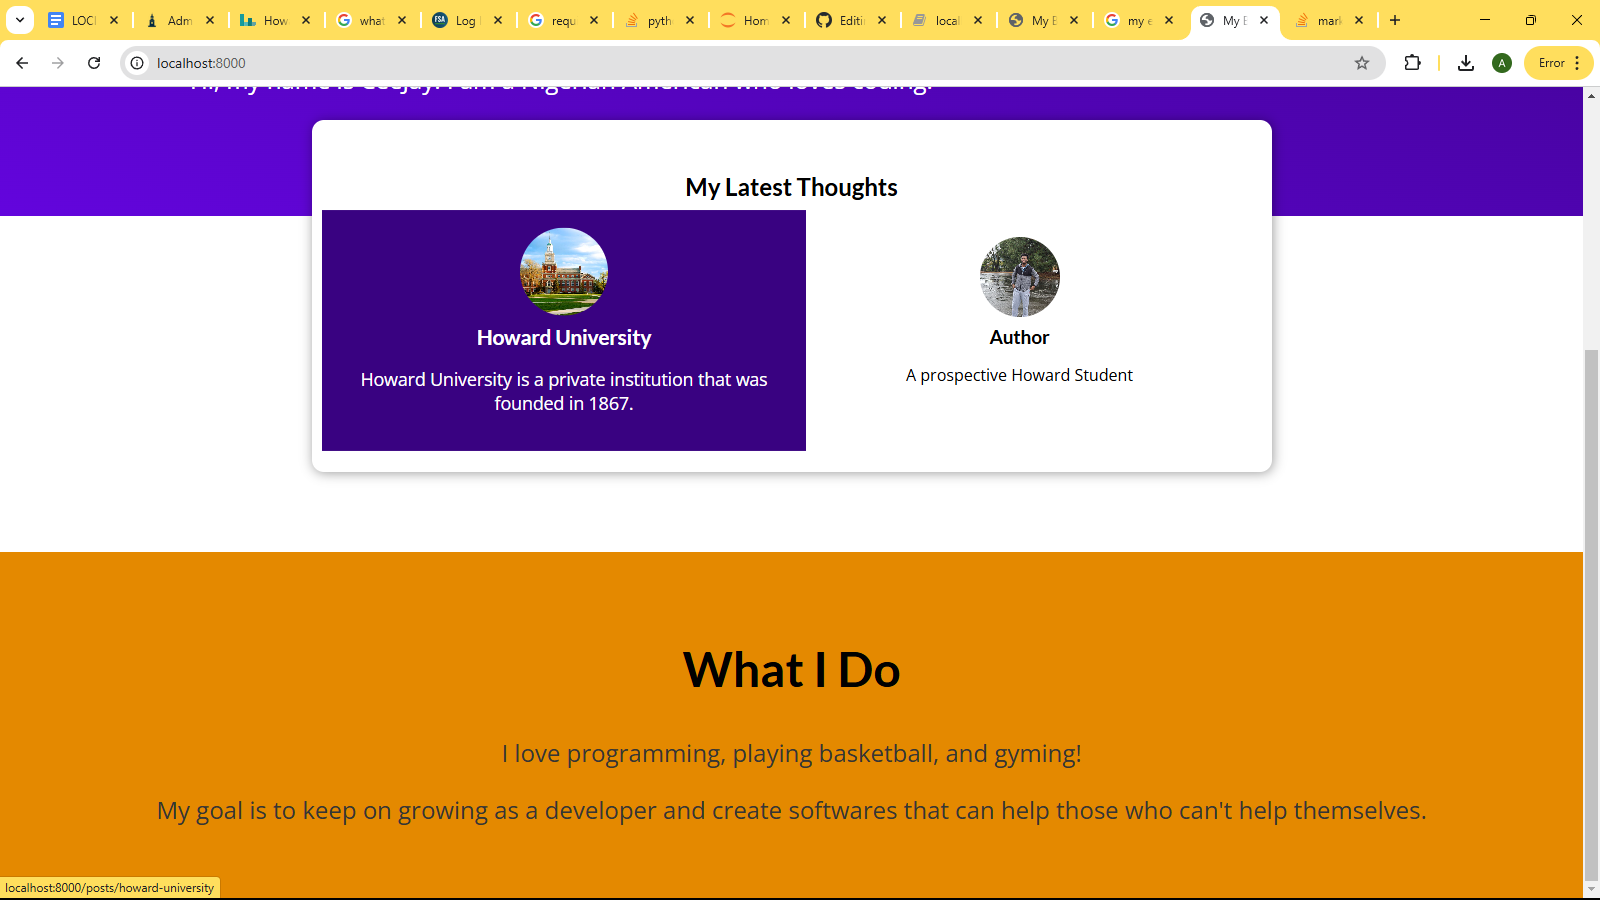 LOCI
Adm
How
what
FSA
Log
requ
pyth
Hom
Editi
local
My B
my e
My E
mark
localhost:8000
A
Error
Hi, my name is Ceejay. I am a Nigerian American who loves coding.
My Latest Thoughts
Howard University
Howard University is a private institution that was
founded in 1867.
Author
A prospective Howard Student
What I Do
I love programming, playing basketball, and gyming!
My goal is to keep on growing as a developer and create softwares that can help those who can't help themselves.
localhost:8000/posts/howard-university